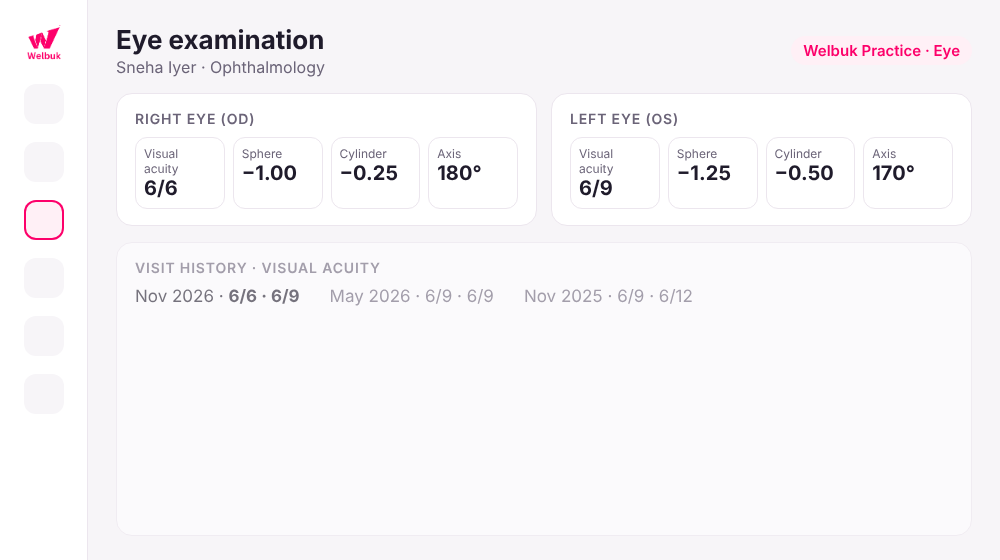 Welbuk
Eye examination
Sneha Iyer · Ophthalmology
Welbuk Practice · Eye
RIGHT EYE (OD)
Visual acuity
6/6
Sphere
−1.00
Cylinder
−0.25
Axis
180°
LEFT EYE (OS)
Visual acuity
6/9
Sphere
−1.25
Cylinder
−0.50
Axis
170°
VISIT HISTORY · VISUAL ACUITY
Nov 2026 · 6/6 · 6/9 May 2026 · 6/9 · 6/9 Nov 2025 · 6/9 · 6/12